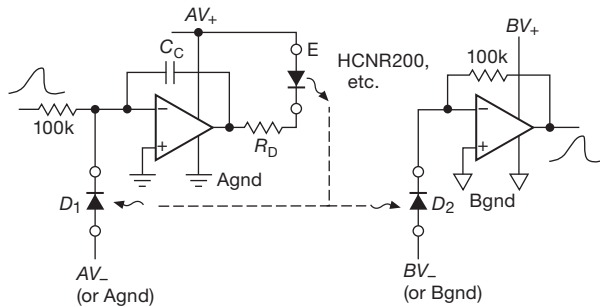 AV+
BV+
CC
E
HCNR200,
etc.
100k
100k
−
+
RD
−
+
Agnd
Bgnd
D1
D2
AV−
(or Agnd)
BV−
(or Bgnd)